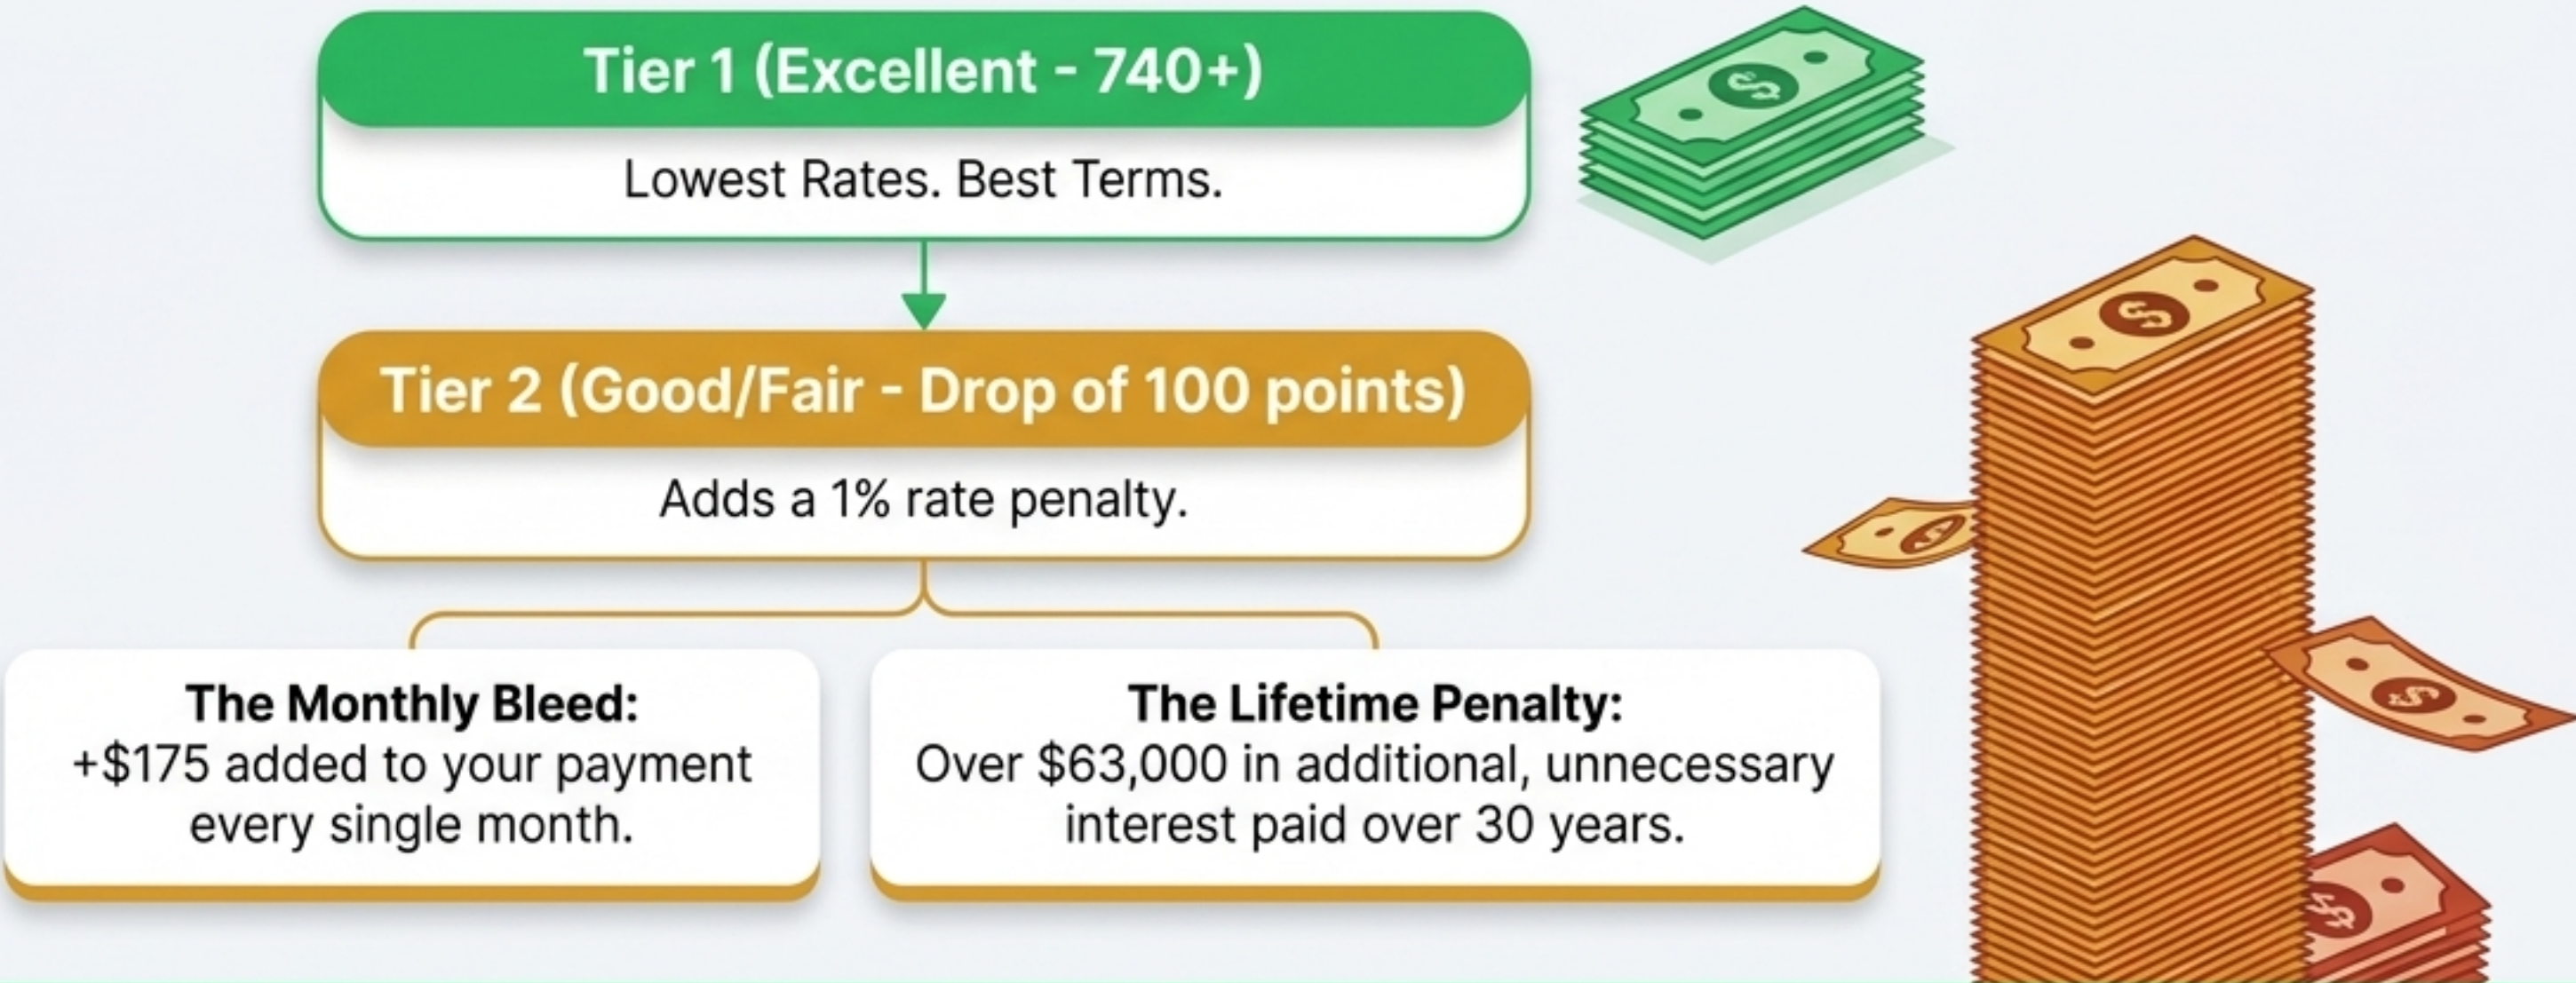 Tier 1 (Excellent - 740+)
Lowest Rates. Best Terms.
Tier 2 (Good/Fair - Drop of 100 points)
Adds a 1% rate penalty.
The Monthly Bleed:
+$175 added to your payment
every single month.
The Lifetime Penalty:
Over $63,000 in additional, unnecessary
interest paid over 30 years.